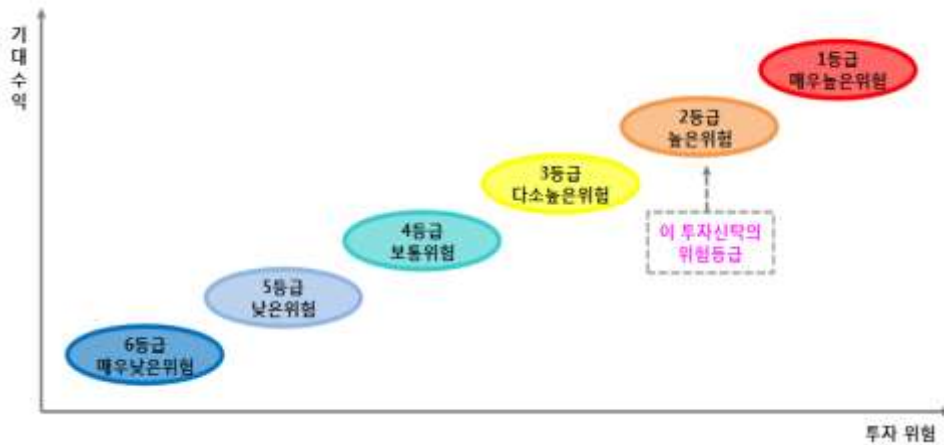 기대수익
1등급
매우높은위험
2등급
높은위험
3등급
다소높은위험
이 투자신탁의
위험등급
4등급
보통위험
5등급
낮은위험
6등급
매우낮은위험
투자 위험